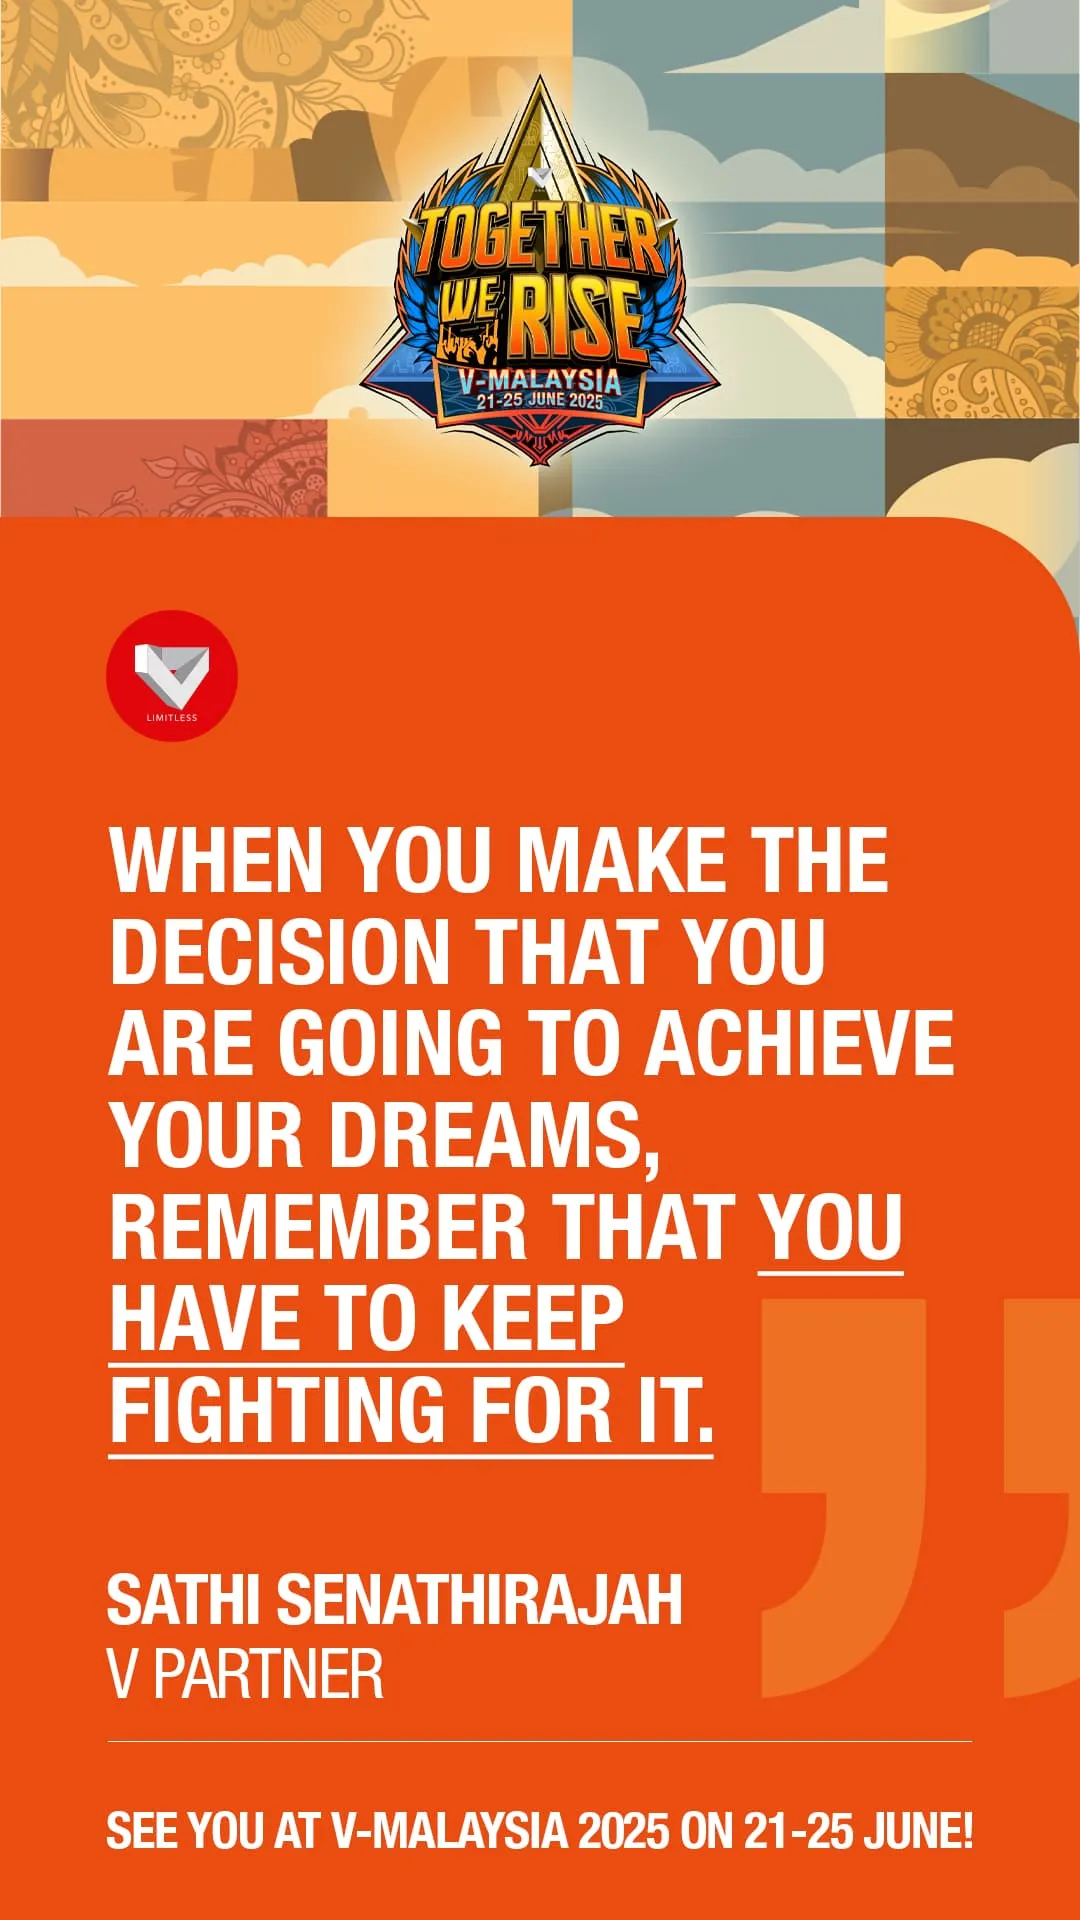 TOGETHER
WE RISE
V-MALAYSIA
21-25 JUNE 2025
LIMITLESS
WHEN YOU MAKE THE
DECISION THAT YOU
ARE GOING TO ACHIEVE
YOUR DREAMS,
REMEMBER THAT YOU
HAVE TO KEEP
FIGHTING FOR IT.
SATHI SENATHIRAJAH
V PARTNER
SEE YOU AT V-MALAYSIA 2025 ON 21-25 JUNE!